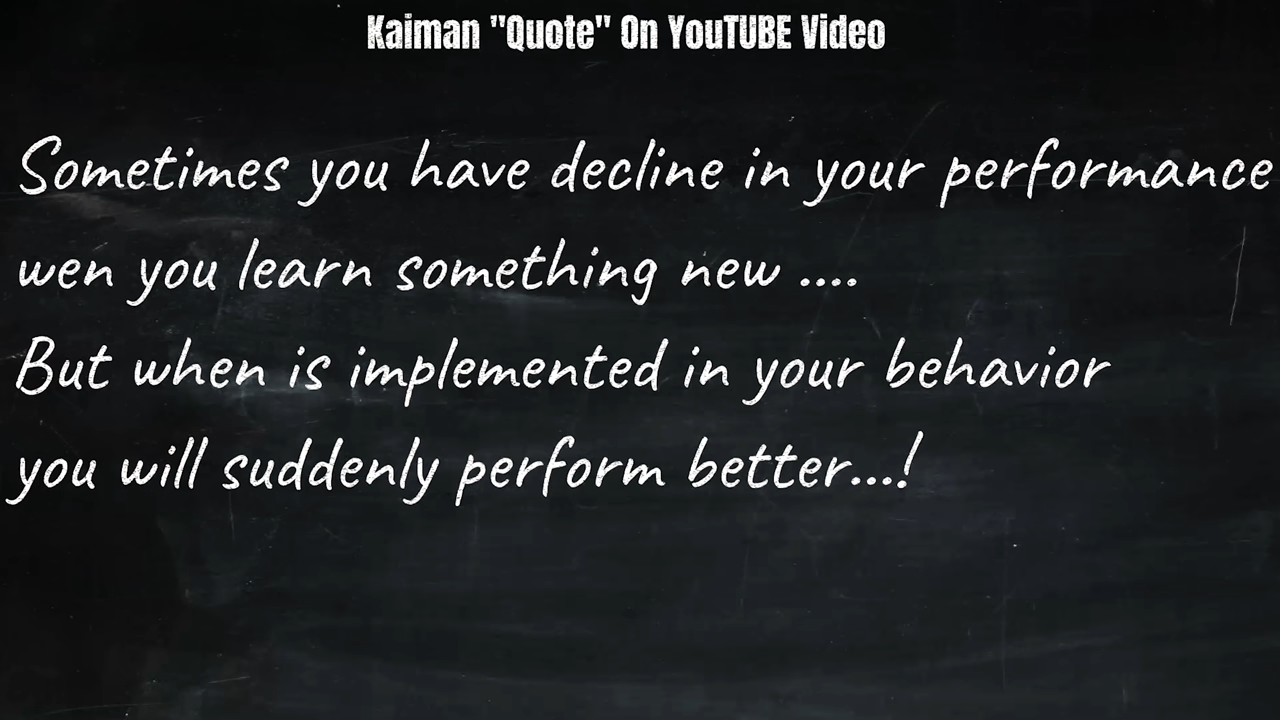 Kaiman "Quote" On YouTUBE Video
Sometimes you have decline in your performance
wen you learn something new ....
But when is implemented in your behavior
you will suddenly perform better...!